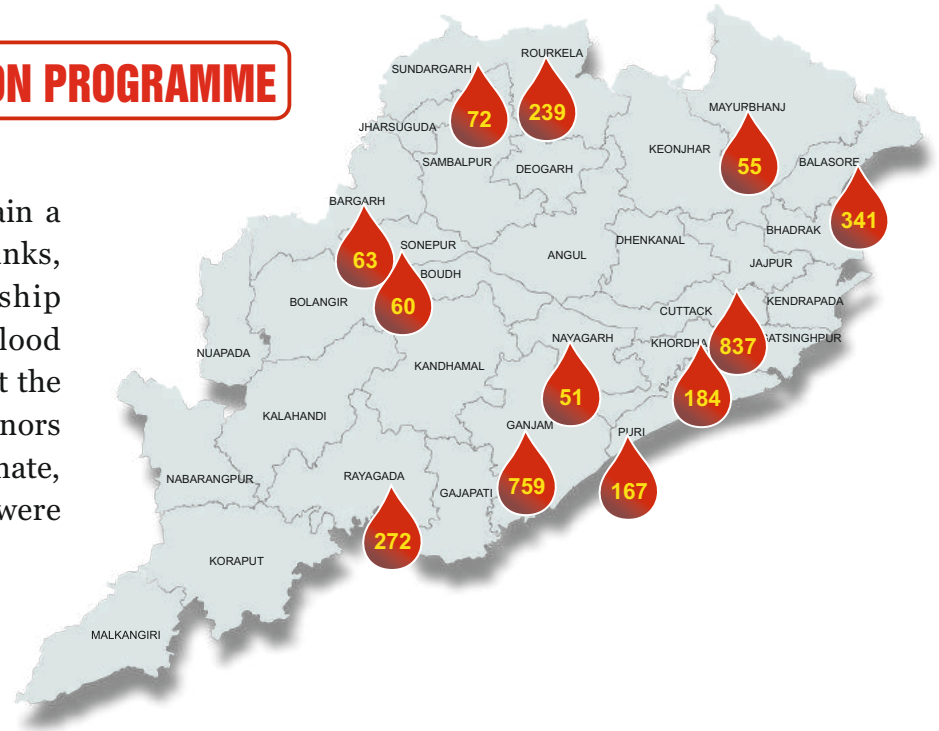 ON PROGRAMME
ain a
nks,
ship
lood
t the
nors
nate,
were
ROURKELA
SUNDARGARH
72
239
MAYURBHANJ
JHARSUGUDA
KEONJHAR
55
SAMBALPUR
DEOGARH
BALASORE
BARGARH
341
SONEPUR
DHENKANAL
BHADRAK
63
ANGUL
BOUDH
JAJPUR
BOLANGIR
60
CUTTACK
KENDRAPADA
NAYAGARH
KHORDHA
837
ATSINGHPUR
NUAPADA
KANDHAMAL
51
184
KALAHANDI
GANJAM
PURI
NABARANGPUR
RAYAGADA
GAJAPATI
759
167
272
KORAPUT
MALKANGIRI